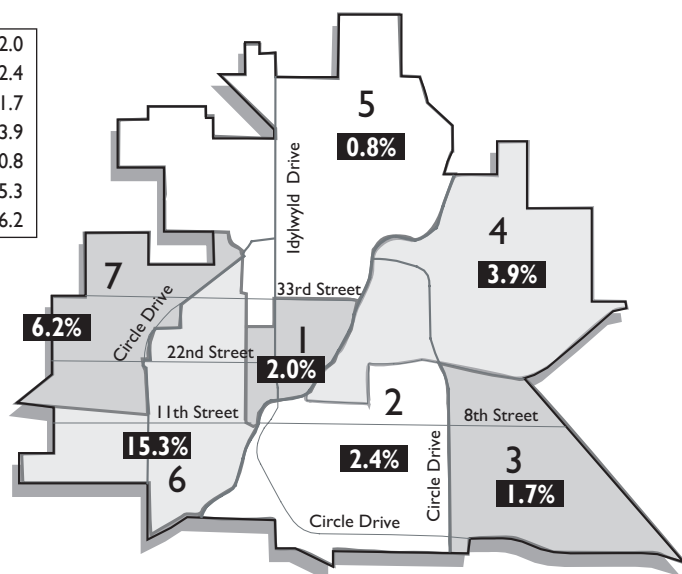 2.0
2.4
1.7
3.9
0.8
5.3
6.2
5
0.8%
Idylwyld Drive
4
3.9%
7
6.2%
Circle Drive
33rd Street
1
2.0%
22nd Street
11th Street
15.3%
6
2
2.4%
Circle Drive
8th Street
3
1.7%
Circle Drive